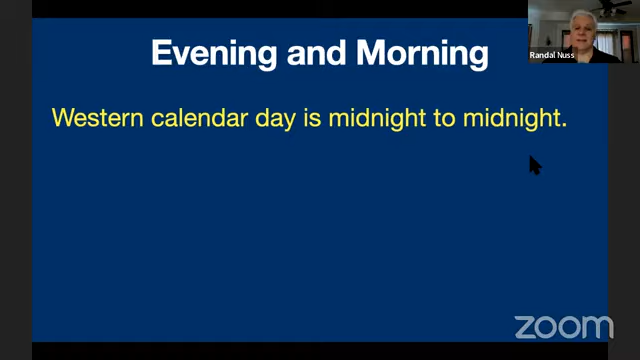 Evening and Morning
Randal Nuss
Western calendar day is midnight to midnight.
zoom